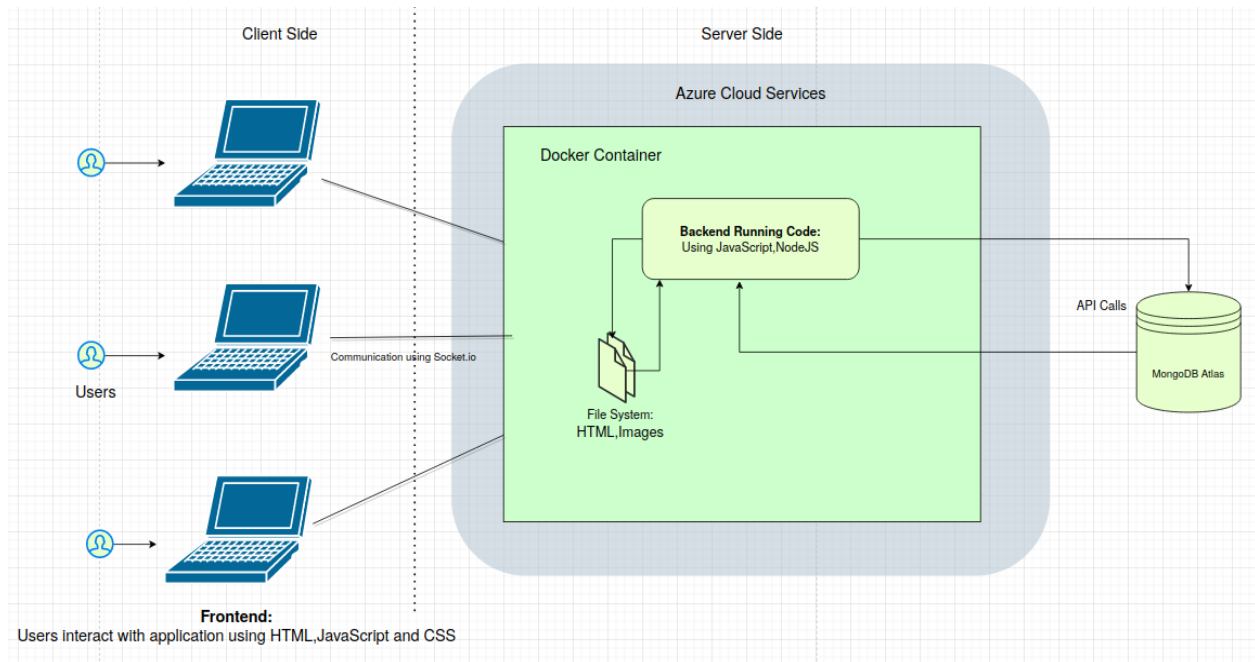 Client Side
Server Side
Azure Cloud Services
Docker Container
Backend Running Code:
Using JavaScript,NodeJS
API Calls
MongoDB Atlas
Communication using Socket.io
Users
File System:
HTML,Images
Frontend:
Users interact with application using HTML,JavaScript and CSS